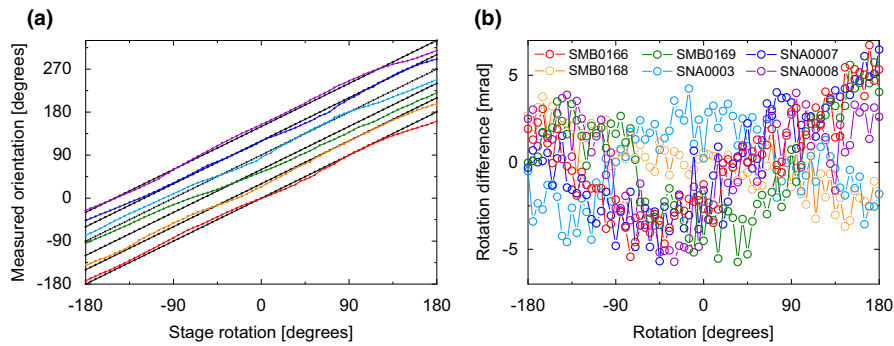 (a)
Measured orientation [degrees]
270
180
90
0
-90
-180
-180 -90 0 90 180
Stage rotation [degrees]
(b)
Rotation difference [mrad]
SMB0166 SMB0169 SNA0007
SMB0168 SNA0003 SNA0008
5
0
-5
-180 -90 0 90 180
Rotation [degrees]